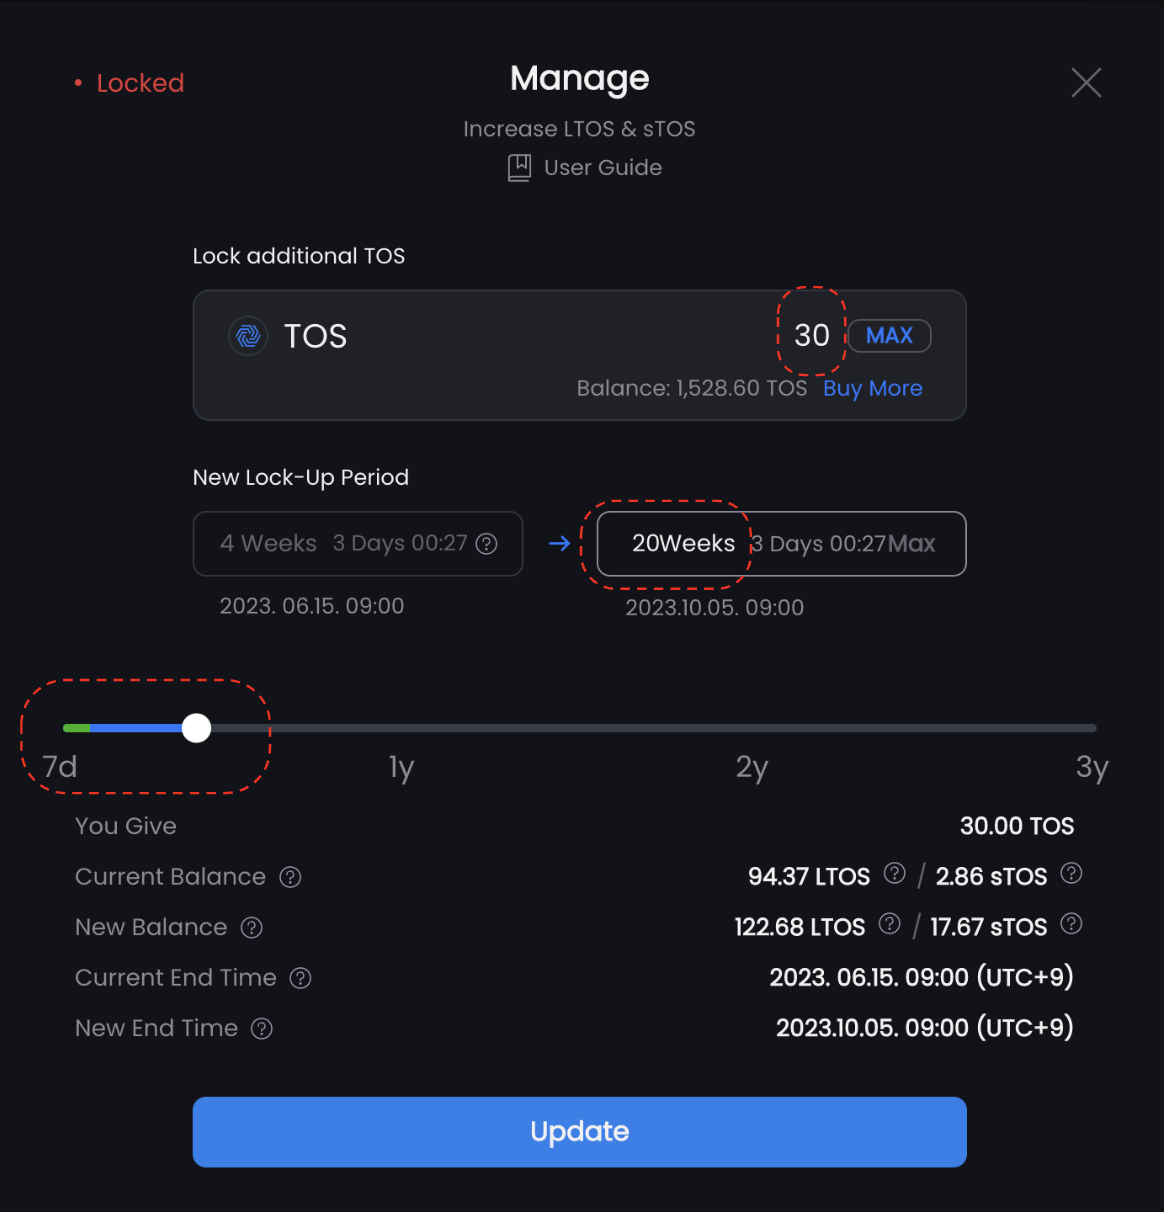 • Locked
Manage
Increase LTOS & sTOS
User Guide
Lock additional TOS
TOS 30 MAX
Balance: 1,528.60 TOS Buy More
New Lock-Up Period
4 Weeks 3 Days 00:27 ? → 20Weeks 3 Days 00:27Max
2023. 06.15. 09:00 2023.10.05. 09:00
7d 1y 2y 3y
You Give 30.00 TOS
Current Balance ? 94.37 LTOS ? / 2.86 sTOS ?
New Balance ? 122.68 LTOS ? / 17.67 sTOS ?
Current End Time ? 2023. 06.15. 09:00 (UTC+9)
New End Time ? 2023.10.05. 09:00 (UTC+9)
Update